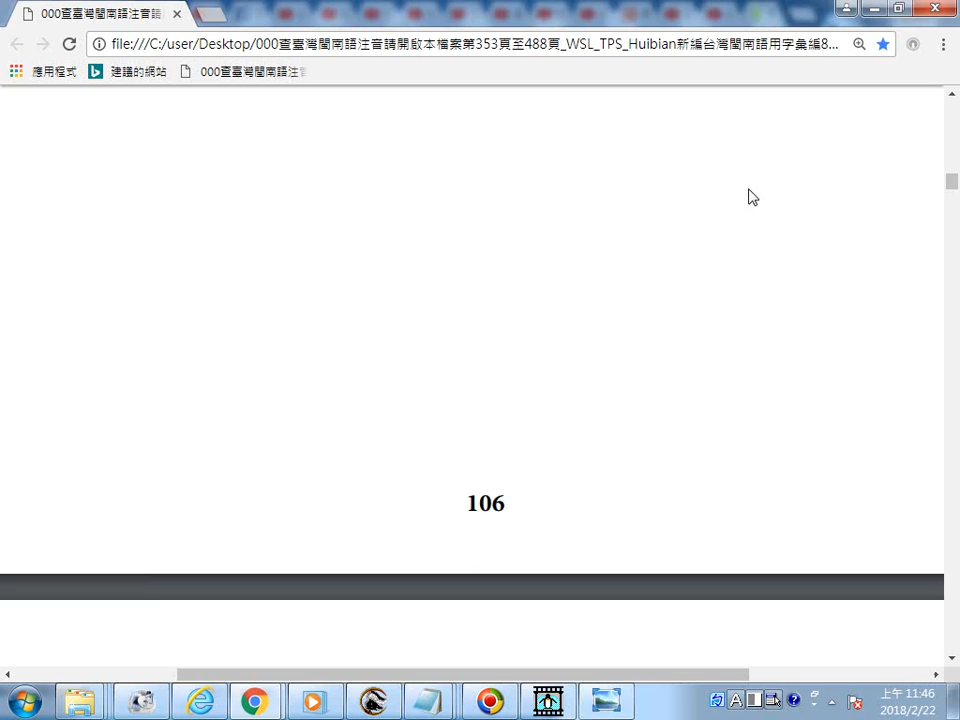 000查臺灣閩南語注音請
file:///C:/user/Desktop/000查臺灣閩南語注音請開啟本檔案第353頁至488頁_WSL_TPS_Huibian新編台灣閩南語用字彙編8...
應用程式
建議的網站
000查臺灣閩南語注音
106
上午 11:46
2018/2/22